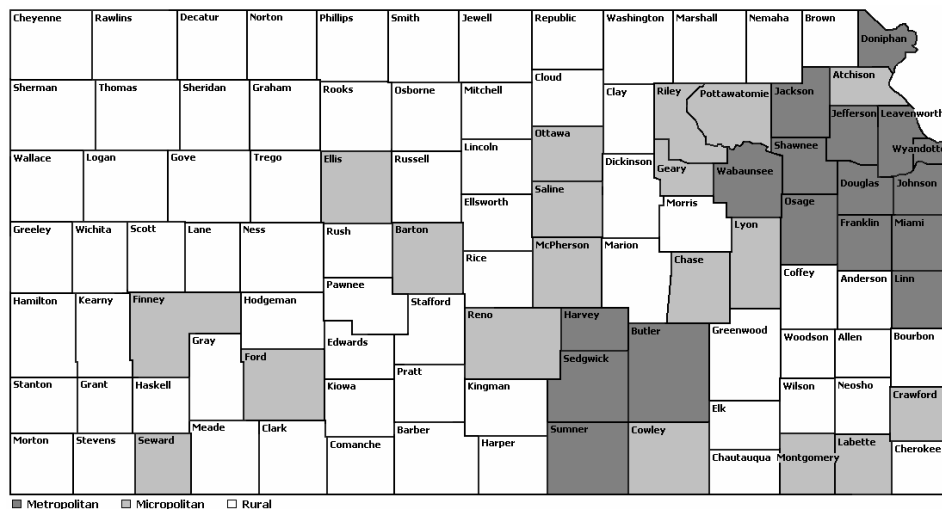 Cheyenne Rawlins Decatur Norton Phillips Smith Jewell Republic Washington Marshall Nemaha Brown
Doniphan
Cloud
Atchison
Sherman Thomas Sheridan Graham Rooks Osborne Mitchell Clay Riley Pottawatomie Jackson
Jefferson Leavenworth
Ottawa
Lincoln
Shawnee
Wyandotte
Wallace Logan Gove Trego Ellis Russell Dickinson
Geary Wabaunsee
Saline
Douglas Johnson
Ellsworth Morris Osage
Greeley Wichita Scott Lane Ness Rush Barton Lyon Franklin Miami
McPherson Marion
Rice Chase
Coffey Anderson Linn
Pawnee
Hamilton Kearny Finney Hodgeman Stafford
Reno Harvey
Butler Greenwood
Gray Edwards Woodson Allen Bourbon
Ford Sedgwick
Pratt
Stanton Grant Haskell Kiowa Kingman Wilson Neosho
Crawford
Elk
Meade Clark Barber Sumner Cowley
Morton Stevens Seward Comanche Harper Labette Cherokee
Chautauqua Montgomery
Metropolitan Micropolitan Rural